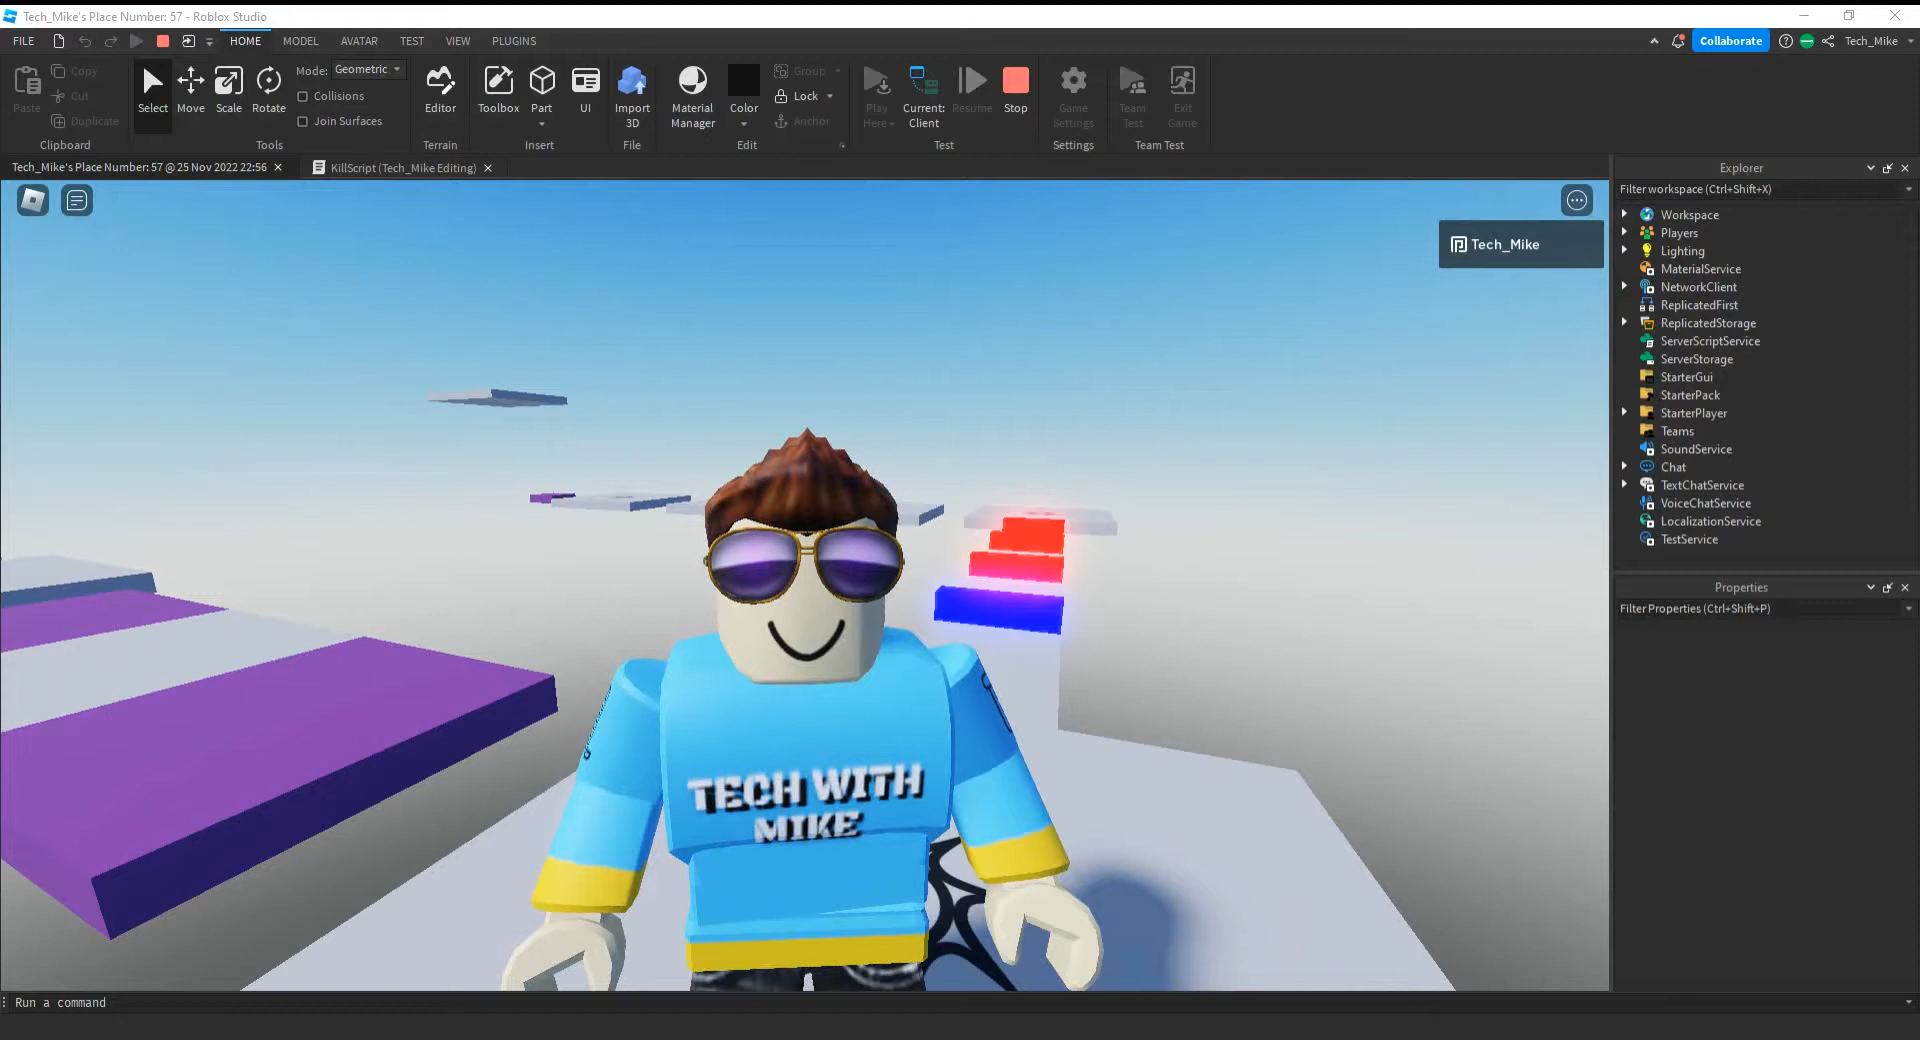 Tech_Mike's Place Number: 57 - Roblox Studio
FILE HOME MODEL AVATAR TEST VIEW PLUGINS Collaborate Tech_Mike
Paste Copy Cut Duplicate Clipboard
Select Move Scale Rotate Mode: Geometric Collisions Join Surfaces Tools
Editor Terrain
Toolbox Part UI Insert
Import 3D File
Material Manager Color Group Lock Anchor Edit
Play Here Current: Client Resume Stop Test
Game Settings Settings
Team Test Exit Game Team Test
Tech_Mike's Place Number: 57 @ 25 Nov 2022 22:56 KillScript (Tech_Mike Editing)
Tech_Mike
TECH WITH
MIKE
Explorer
Filter workspace (Ctrl+Shift+X)
Workspace
Players
Lighting
MaterialService
NetworkClient
ReplicatedFirst
ReplicatedStorage
ServerScriptService
ServerStorage
StarterGui
StarterPack
StarterPlayer
Teams
SoundService
Chat
TextChatService
VoiceChatService
LocalizationService
TestService
Properties
Filter Properties (Ctrl+Shift+P)
Run a command